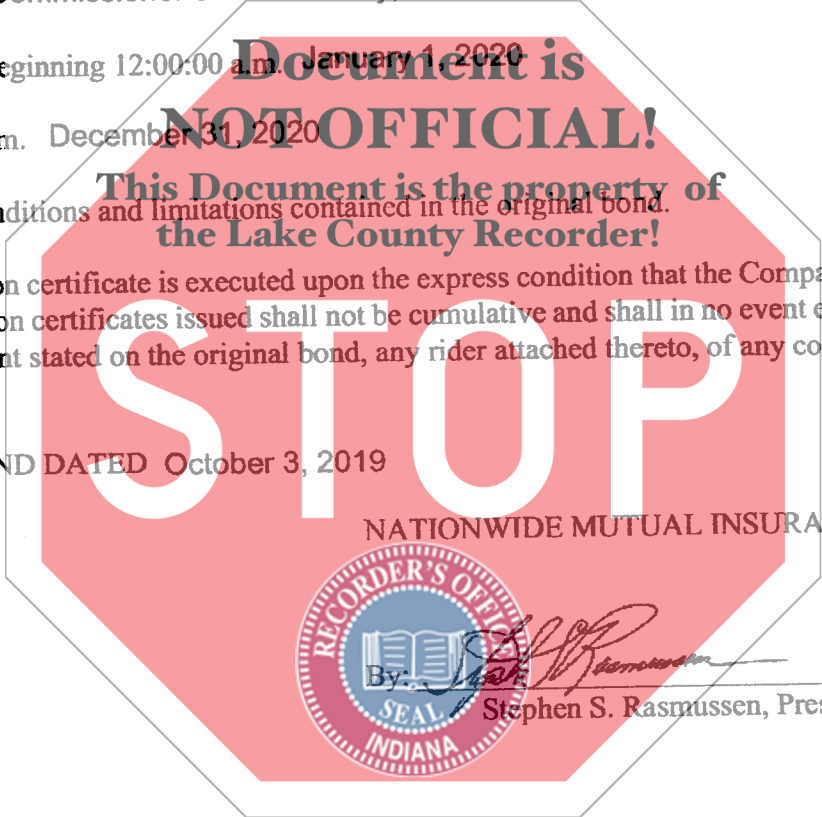 eginning 12:00:00 a.m. January 1, 2020
Document is
m. December 31, 2020
NOT OFFICIAL!
This Document is the property of
nditions and limitations contained in the original bond.
the Lake County Recorder!
on certificate is executed upon the express condition that the Compa
on certificates issued shall not be cumulative and shall in no event e
nt stated on the original bond, any rider attached thereto, of any co
STOP
ND DATED October 3, 2019
NATIONWIDE MUTUAL INSURA
RECORDER'S OFFICE
By:
SEAL
Stephen S. Rasmussen, Pres
INDIANA